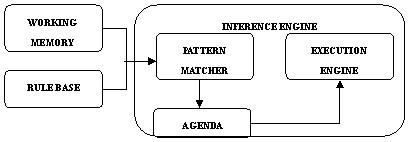 WORKING
MEMORY
RULE BASE
INFERENCE ENGINE
PATTERN
MATCHER
EXECUTION
ENGINE
AGENDA